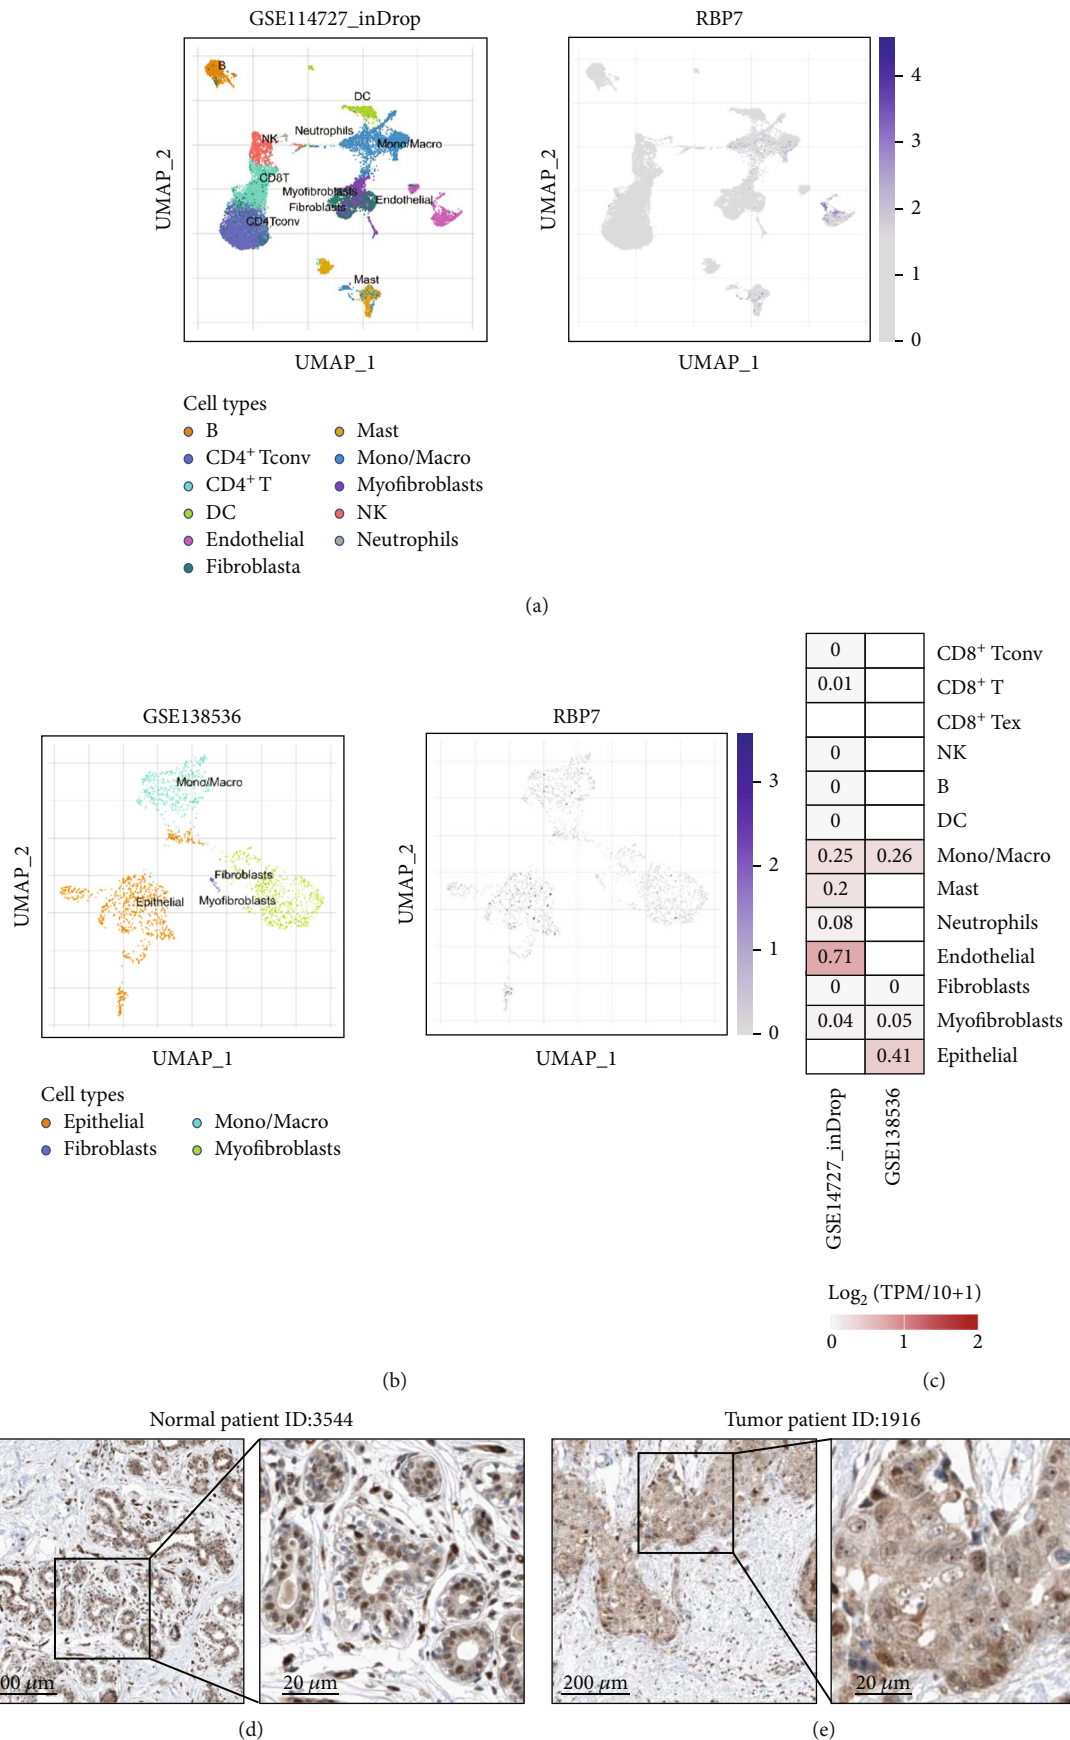 GSE114727_inDrop
RBP7
B
DC
Neutrophils
NK
Mono/Macro
CD8T
Myofibroblasts
Endothelial
Fibroblasts
CD4Tconv
Mast
UMAP_2
UMAP_1
UMAP_2
UMAP_1
4
3
2
1
0
Cell types
B
CD4+ Tconv
CD4+ T
DC
Endothelial
Fibroblasta
Mast
Mono/Macro
Myofibroblasts
NK
Neutrophils
(a)
GSE138536
RBP7
Mono/Macro
Fibroblasts
Epithelial
Myofibroblasts
UMAP_2
UMAP_1
UMAP_2
UMAP_1
3
2
1
0
Cell types
Epithelial
Fibroblasts
Mono/Macro
Myofibroblasts
(b)
0 CD8+ Tconv
0.01 CD8+ T
CD8+ Tex
0 NK
0 B
0 DC
0.25 0.26 Mono/Macro
0.2 Mast
0.08 Neutrophils
0.71 Endothelial
0 0 Fibroblasts
0.04 0.05 Myofibroblasts
0.41 Epithelial
GSE14727_inDrop
GSE138536
Log2 (TPM/10+1)
0 1 2
(c)
Normal patient ID:3544
00 μm
20 μm
(d)
Tumor patient ID:1916
200 μm
20 μm
(e)